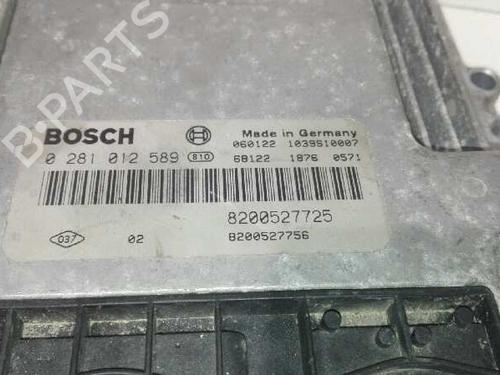 B-PARTS
BOSCH
Made in Germany
060122 1039S10007
0 281 012 589 810
68122 1876 0571
8200527725
037 02 8200527756